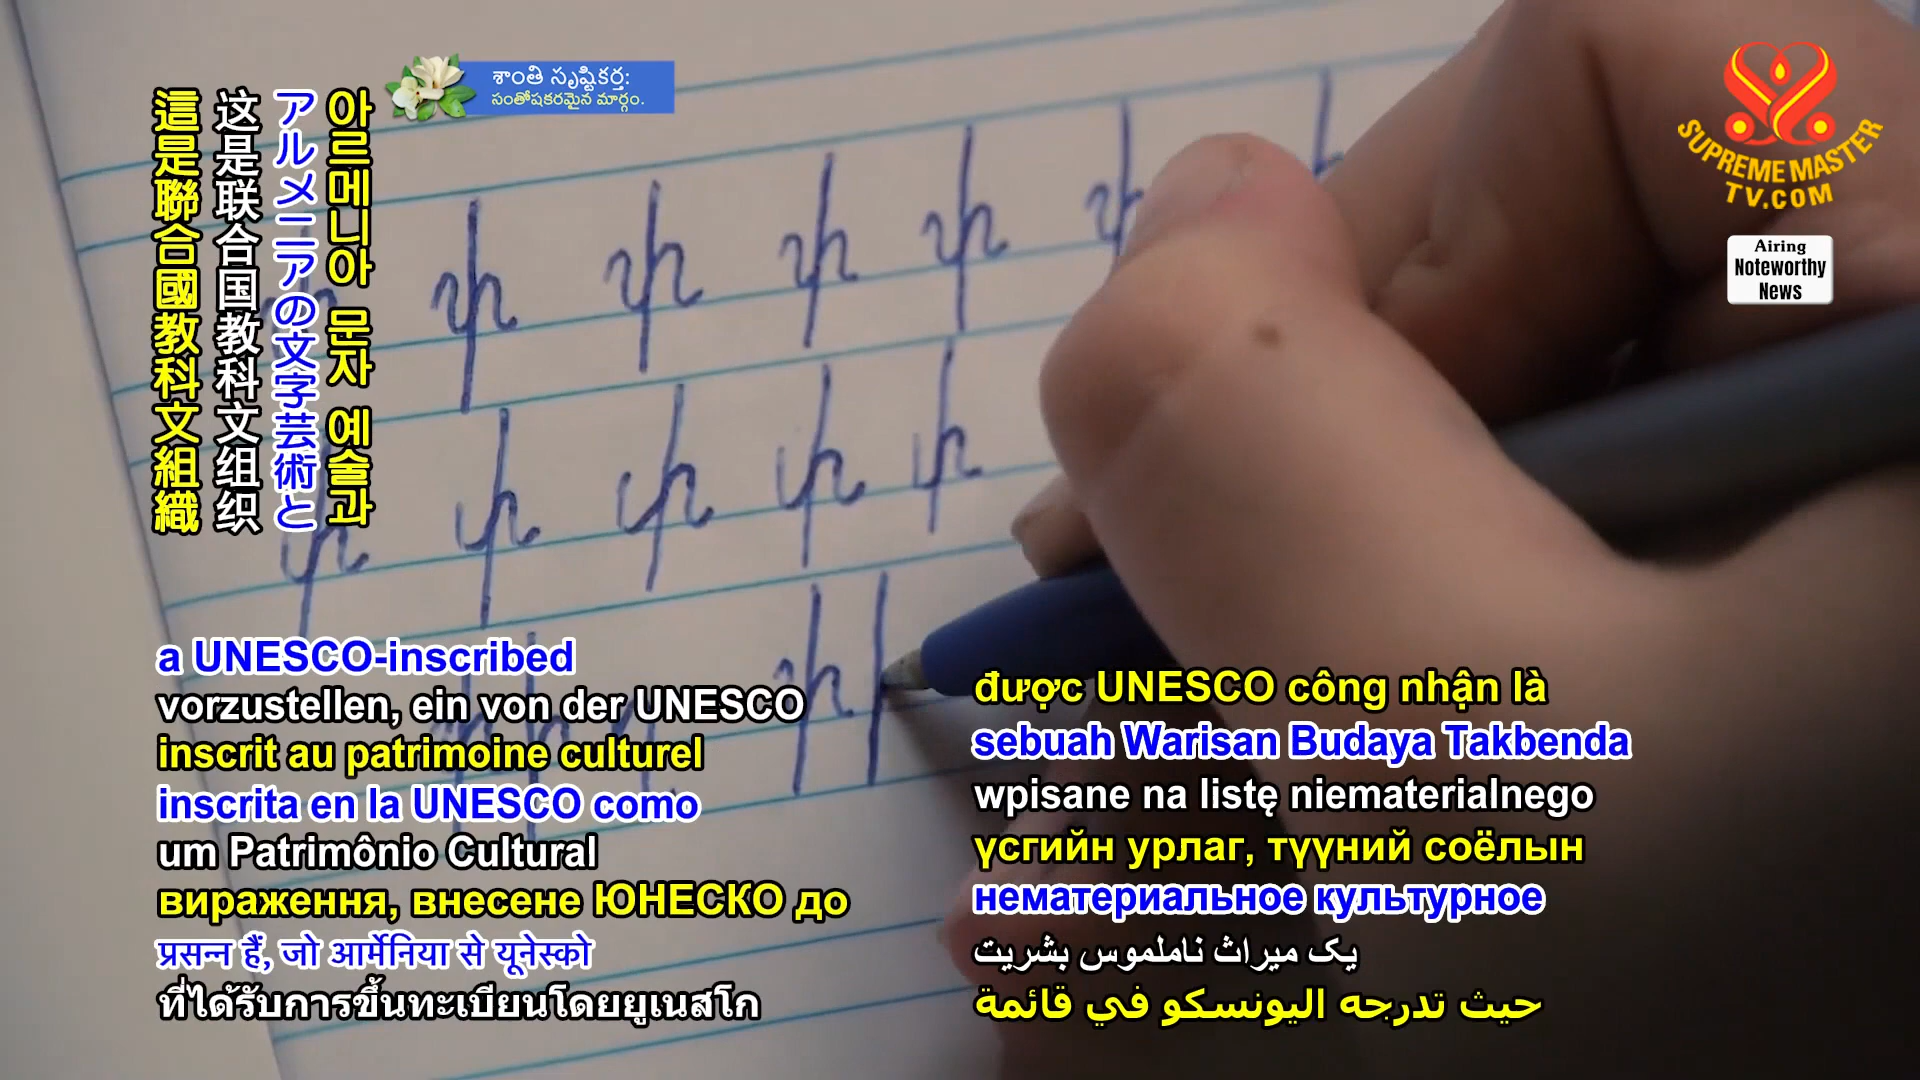 శాంతి సృష్టికర్త:
సంతోషకరమైన మార్గం.
SUPREME MASTER
TV.COM
Airing
Noteworthy
News
아르메니아 문자 예술과
アルメニアの文字芸術と
这是联合国教科文组织
這是聯合國教科文組織
a UNESCO-inscribed
vorzustellen, ein von der UNESCO
inscrit au patrimoine culturel
inscrita en la UNESCO como
um Patrimônio Cultural
вираження, внесене ЮНЕСКО до
प्रसन्न हैं, जो आर्मेनिया से यूनेस्को
ที่ได้รับการขึ้นทะเบียนโดยยูเนสโก
được UNESCO công nhận là
sebuah Warisan Budaya Takbenda
wpisane na listę niematerialnego
үсгийн урлаг, түүний соёлын
нематериальное культурное
یک میراث ناملموس بشریت
حيث تدرجه اليونسكو في قائمة